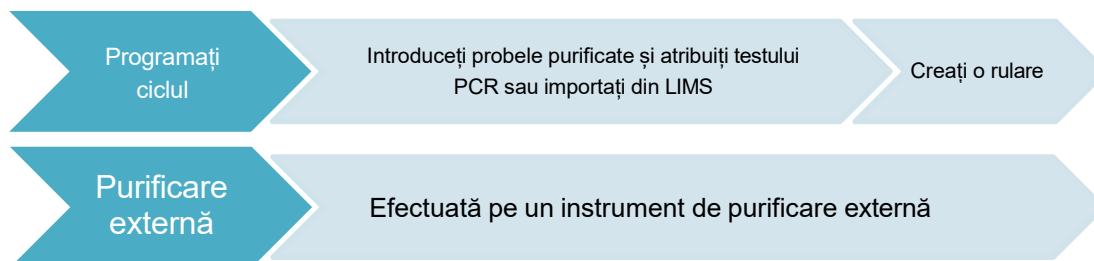 Programați
ciclul
Introduceți probele purificate și atribuiți testului
PCR sau importați din LIMS
Creați o rulare
Purificare
externă
Efectuată pe un instrument de purificare externă